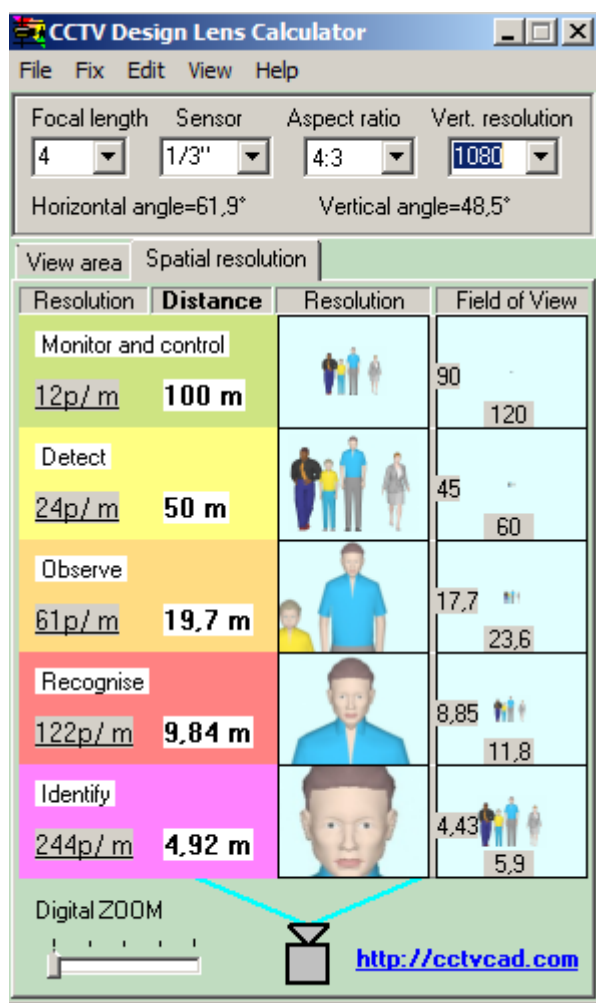 CCTV Design Lens Calculator
File Fix Edit View Help
Focal length Sensor Aspect ratio Vert. resolution
4 1/3" 4:3 1080
Horizontal angle=61,9° Vertical angle=48,5°
View area Spatial resolution
Resolution Distance Resolution Field of View
Monitor and control
90
12p/ m 100 m
120
Detect
45
24p/ m 50 m
60
Observe
17,7
61p/ m 19,7 m
23,6
Recognise
8,85
122p/ m 9,84 m
11,8
Identify
4,43
244p/ m 4,92 m
5,9
Digital ZOOM
http://cctvcad.com